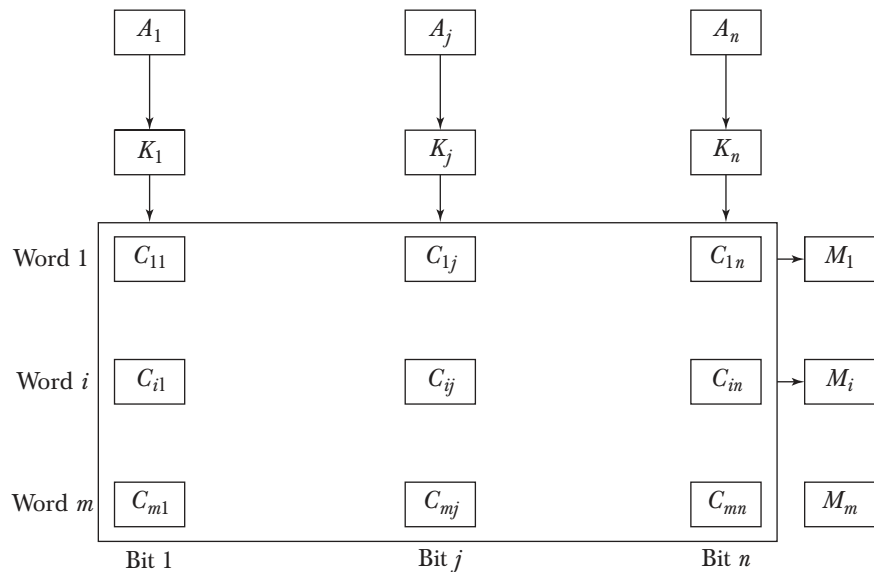 A1 Aj An
K1 Kj Kn
Word 1 C11 C1j C1n M1
Word i Ci1 Cij Cin Mi
Word m Cm1 Cmj Cmn Mm
Bit 1 Bit j Bit n